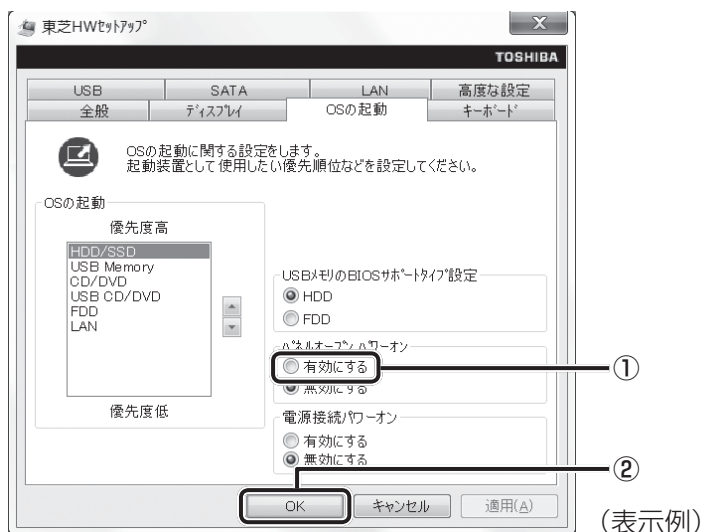 東芝HWｾｯﾄｱｯﾌﾟ
X
TOSHIBA
USB
SATA
LAN
高度な設定
全般
ﾃﾞｨｽﾌﾟﾚｲ
OSの起動
ｷｰﾎﾞｰﾄﾞ
OSの起動に関する設定をします。
起動装置として使用したい優先順位などを設定してください。
OSの起動
優先度高
HDD/SSD
USB Memory
CD/DVD
USB CD/DVD
FDD
LAN
優先度低
USBﾒﾓﾘのBIOSｻﾎﾟｰﾄﾀｲﾌﾟ設定
HDD
FDD
ﾊﾟﾈﾙｵｰﾌﾟﾝ ﾊﾟﾜｰｵﾝ
有効にする
①
無効にする
電源接続ﾊﾟﾜｰｵﾝ
有効にする
無効にする
②
OK
ｷｬﾝｾﾙ
適用(A)
（表示例）